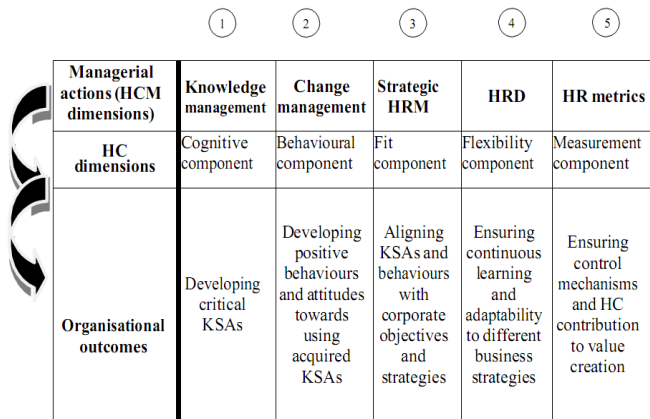 1 2 3 4 5
Managerial
actions (HCM
dimensions)
Knowledge
management
Change
management
Strategic
HRM
HRD
HR metrics
HC
dimensions
Cognitive
component
Behavioural
component
Fit
component
Flexibility
component
Measurement
component
Organisational
outcomes
Developing
critical
KSAs
Developing
positive
behaviours
and attitudes
towards
using
acquired
KSAs
Aligning
KSAs and
behaviours
with
corporate
objectives
and
strategies
Ensuring
continuous
learning
and
adaptability
to different
business
strategies
Ensuring
control
mechanisms
and HC
contribution
to value
creation